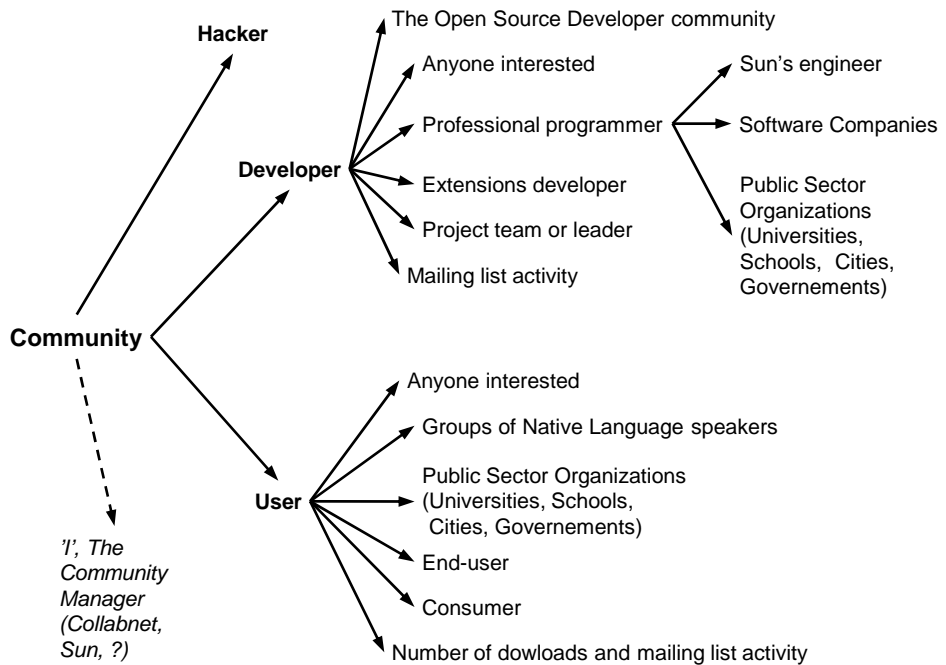 Hacker
The Open Source Developer community
Anyone interested
Professional programmer
Sun's engineer
Software Companies
Public Sector
Organizations
(Universities,
Schools, Cities,
Governements)
Developer
Extensions developer
Project team or leader
Mailing list activity
Community
Anyone interested
Groups of Native Language speakers
Public Sector Organizations
(Universities, Schools,
Cities, Governements)
User
End-user
Consumer
Number of dowloads and mailing list activity
'I', The
Community
Manager
(Collabnet,
Sun, ?)